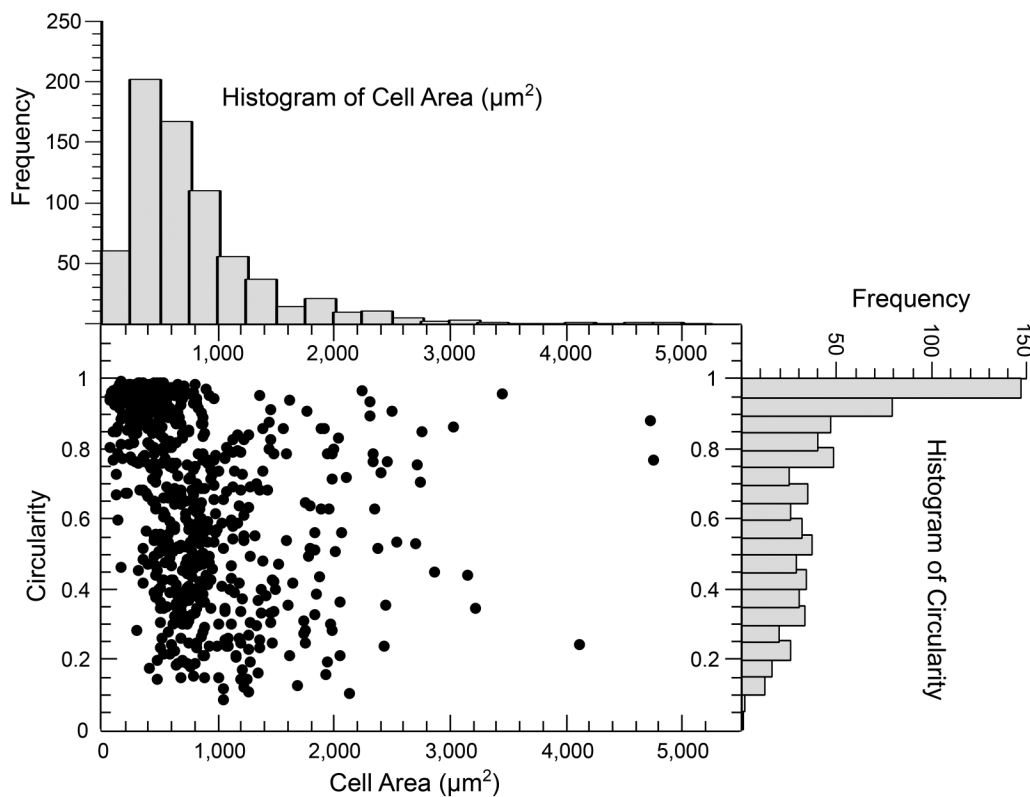 250
200
150
100
50
Frequency
Histogram of Cell Area (µm²)
1,000 2,000 3,000 4,000 5,000
Frequency
50 100 150
1
0.8
0.6
0.4
0.2
0
Circularity
1
0.8
0.6
0.4
0.2
Histogram of Circularity
0 1,000 2,000 3,000 4,000 5,000
Cell Area (µm²)